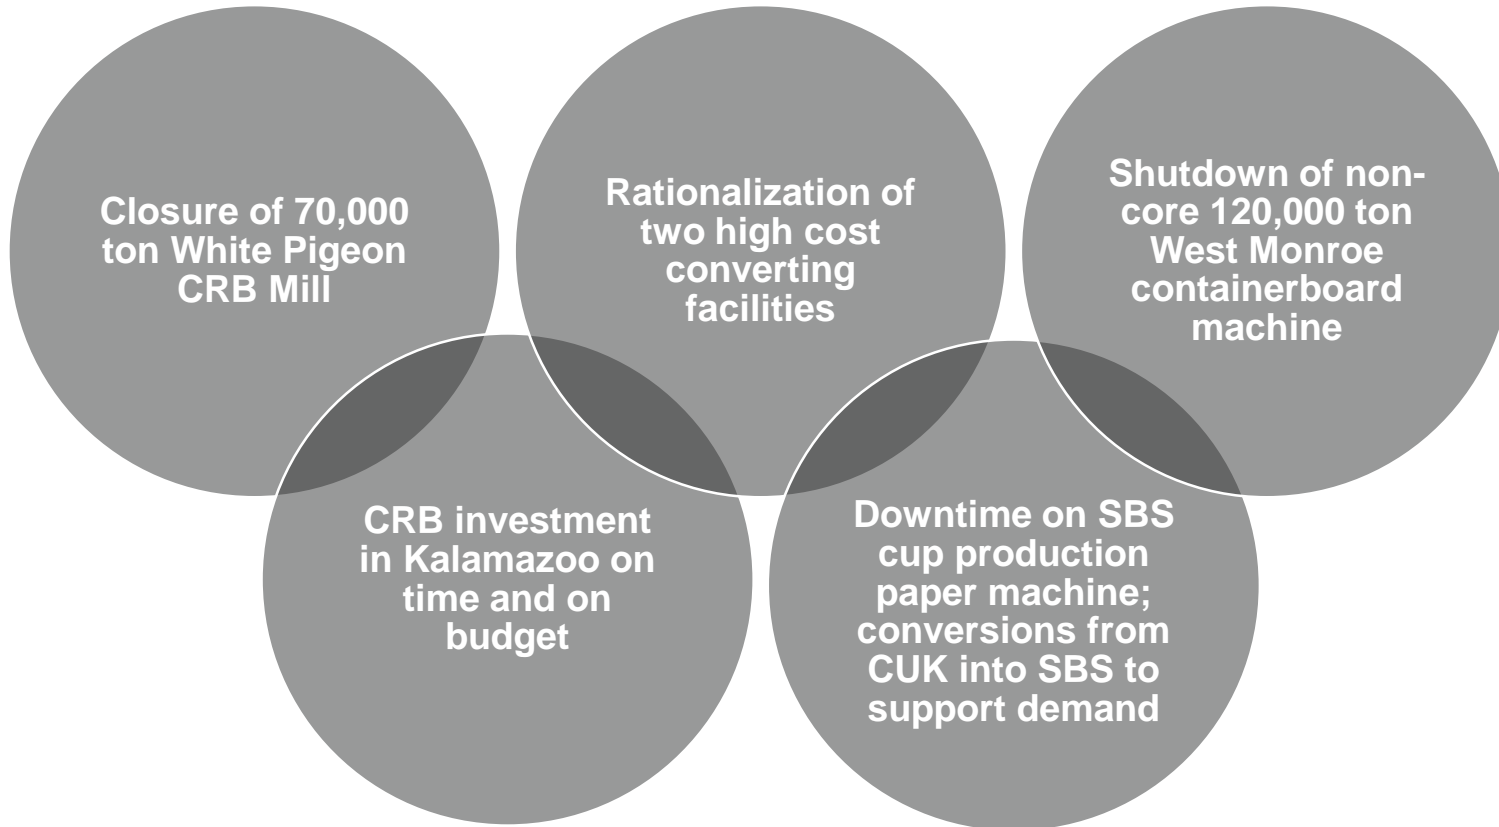 Closure of 70,000
ton White Pigeon
CRB Mill
Rationalization of
two high cost
converting
facilities
Shutdown of non-
core 120,000 ton
West Monroe
containerboard
machine
CRB investment
in Kalamazoo on
time and on
budget
Downtime on SBS
cup production
paper machine;
conversions from
CUK into SBS to
support demand